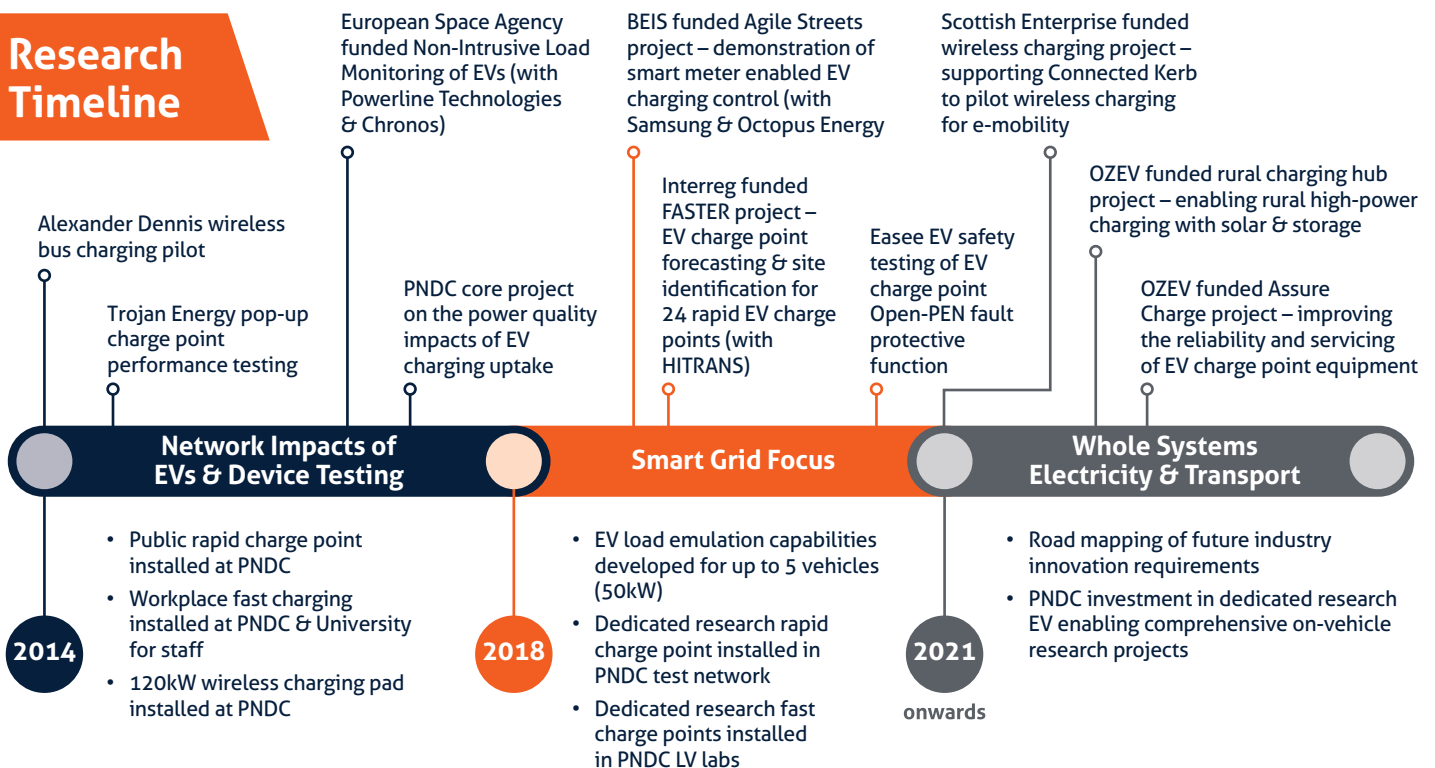 Research
Timeline
Alexander Dennis wireless
bus charging pilot
Trojan Energy pop-up
charge point
performance testing
European Space Agency
funded Non-Intrusive Load
Monitoring of EVs (with
Powerline Technologies
& Chronos)
PNDC core project
on the power quality
impacts of EV
charging uptake
BEIS funded Agile Streets
project – demonstration of
smart meter enabled EV
charging control (with
Samsung & Octopus Energy
Interreg funded
FASTER project –
EV charge point
forecasting & site
identification for
24 rapid EV charge
points (with
HITRANS)
Easee EV safety
testing of EV
charge point
Open-PEN fault
protective
function
Scottish Enterprise funded
wireless charging project –
supporting Connected Kerb
to pilot wireless charging
for e-mobility
OZEV funded rural charging hub
project – enabling rural high-power
charging with solar & storage
OZEV funded Assure
Charge project – improving
the reliability and servicing
of EV charge point equipment
Network Impacts of
EVs & Device Testing
Smart Grid Focus
Whole Systems
Electricity & Transport
2014
• Public rapid charge point
installed at PNDC
• Workplace fast charging
installed at PNDC & University
for staff
• 120kW wireless charging pad
installed at PNDC
2018
• EV load emulation capabilities
developed for up to 5 vehicles
(50kW)
• Dedicated research rapid
charge point installed in
PNDC test network
• Dedicated research fast
charge points installed
in PNDC LV labs
2021
onwards
• Road mapping of future industry
innovation requirements
• PNDC investment in dedicated research
EV enabling comprehensive on-vehicle
research projects